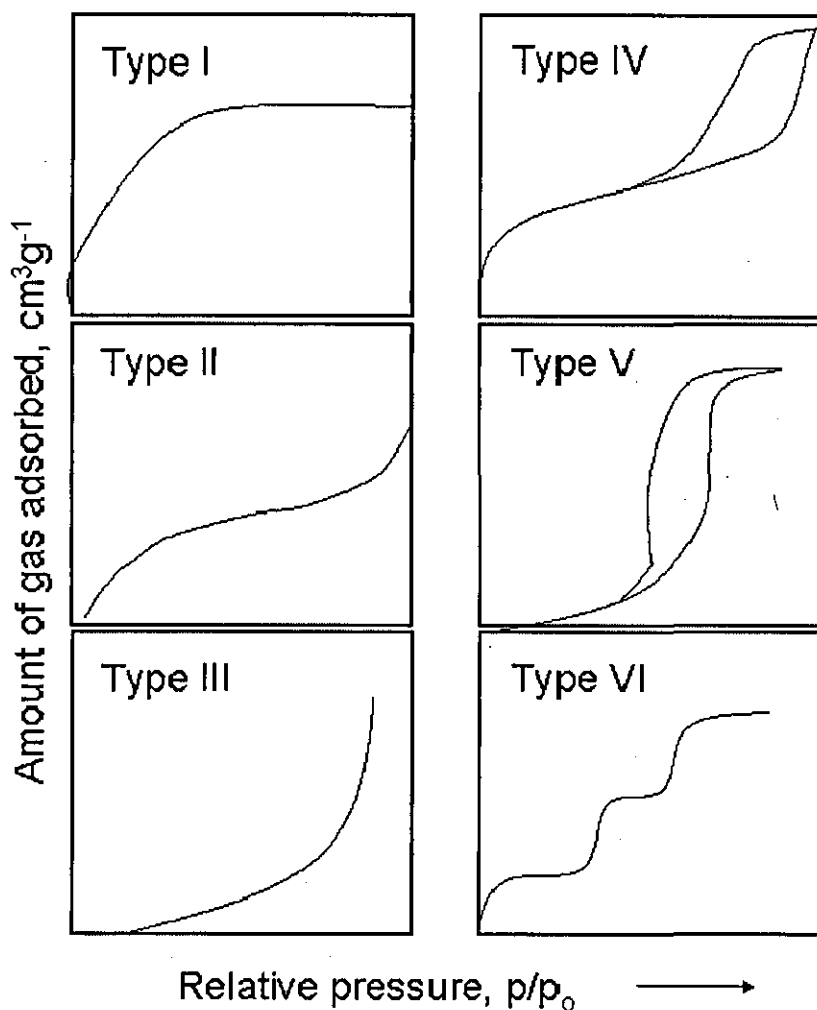 Type I
Type IV
Type II
Type V
Type III
Type VI
Amount of gas adsorbed, cm³g⁻¹
Relative pressure, p/pₒ